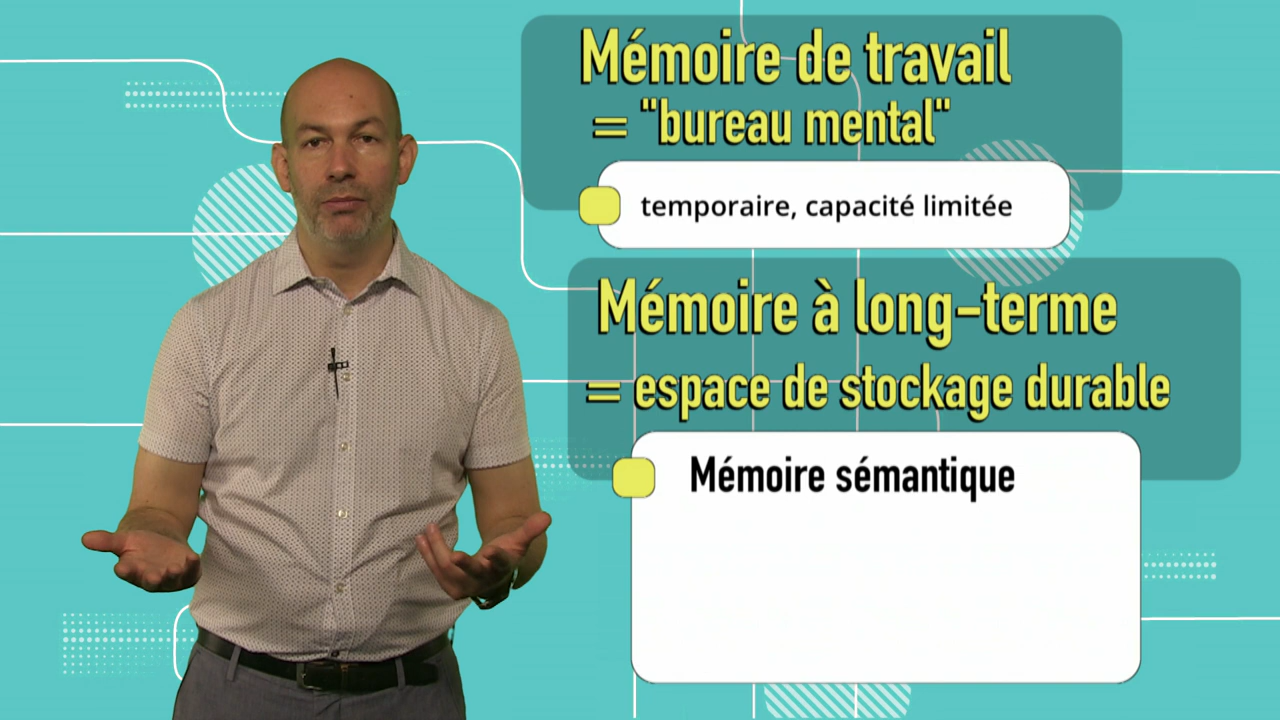 Mémoire de travail
= "bureau mental"
temporaire, capacité limitée
Mémoire à long-terme
= espace de stockage durable
Mémoire sémantique